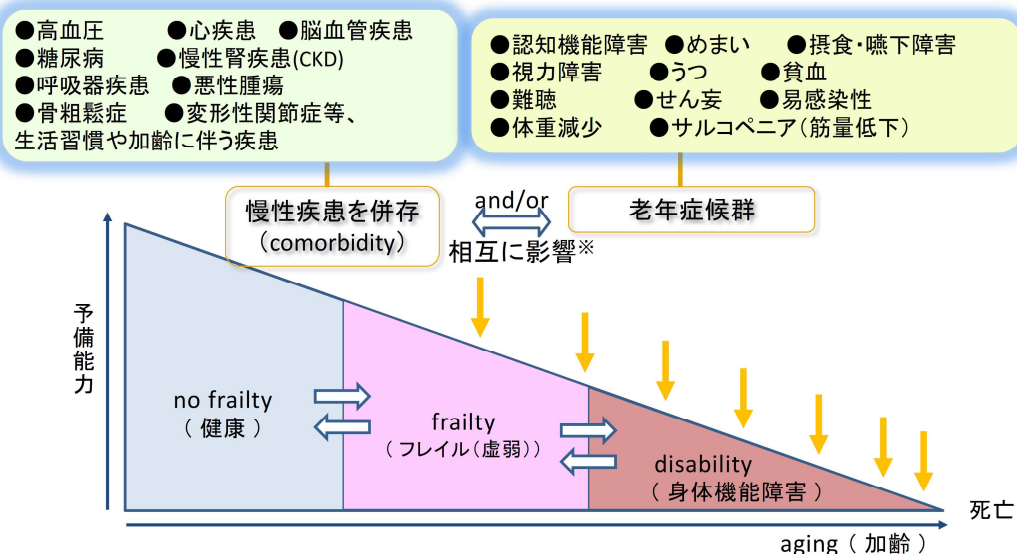 ●高血圧 ●心疾患 ●脳血管疾患
●糖尿病 ●慢性腎疾患(CKD)
●呼吸器疾患 ●悪性腫瘍
●骨粗鬆症 ●変形性関節症等、
生活習慣や加齢に伴う疾患
●認知機能障害 ●めまい ●摂食・嚥下障害
●視力障害 ●うつ ●貧血
●難聴 ●せん妄 ●易感染性
●体重減少 ●サルコペニア(筋量低下)
慢性疾患を併存
(comorbidity)
and/or
相互に影響※
老年症候群
予備能力
no frailty
(健康)
frailty
(フレイル(虚弱))
disability
(身体機能障害)
死亡
aging(加齢)